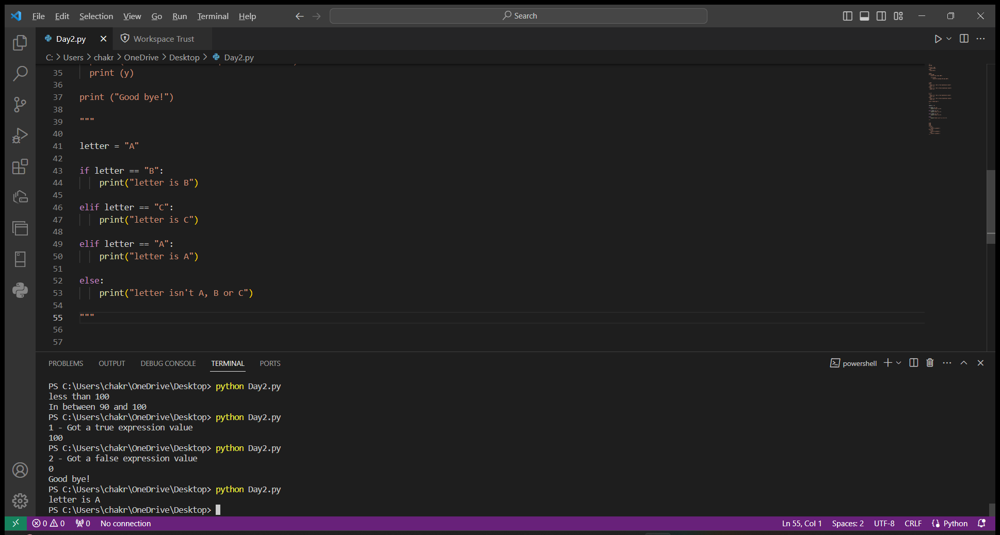 File Edit Selection View Go Run Terminal Help Search
Day2.py Workspace Trust
C: > Users > chakr > OneDrive > Desktop > Day2.py
35 print (y)
36
37 print ("Good bye!")
38
39 """
40
41 letter = "A"
42
43 if letter == "B":
44 print("letter is B")
45
46 elif letter == "C":
47 print("letter is C")
48
49 elif letter == "A":
50 print("letter is A")
51
52 else:
53 print("letter isn't A, B or C")
54
55 """
56
57
PROBLEMS OUTPUT DEBUG CONSOLE TERMINAL PORTS powershell
PS C:\Users\chakr\OneDrive\Desktop> python Day2.py
less than 100
In between 90 and 100
PS C:\Users\chakr\OneDrive\Desktop> python Day2.py
1 - Got a true expression value
100
PS C:\Users\chakr\OneDrive\Desktop> python Day2.py
2 - Got a false expression value
0
Good bye!
PS C:\Users\chakr\OneDrive\Desktop> python Day2.py
letter is A
PS C:\Users\chakr\OneDrive\Desktop>
0 0 0 No connection Ln 55, Col 1 Spaces: 2 UTF-8 CRLF Python